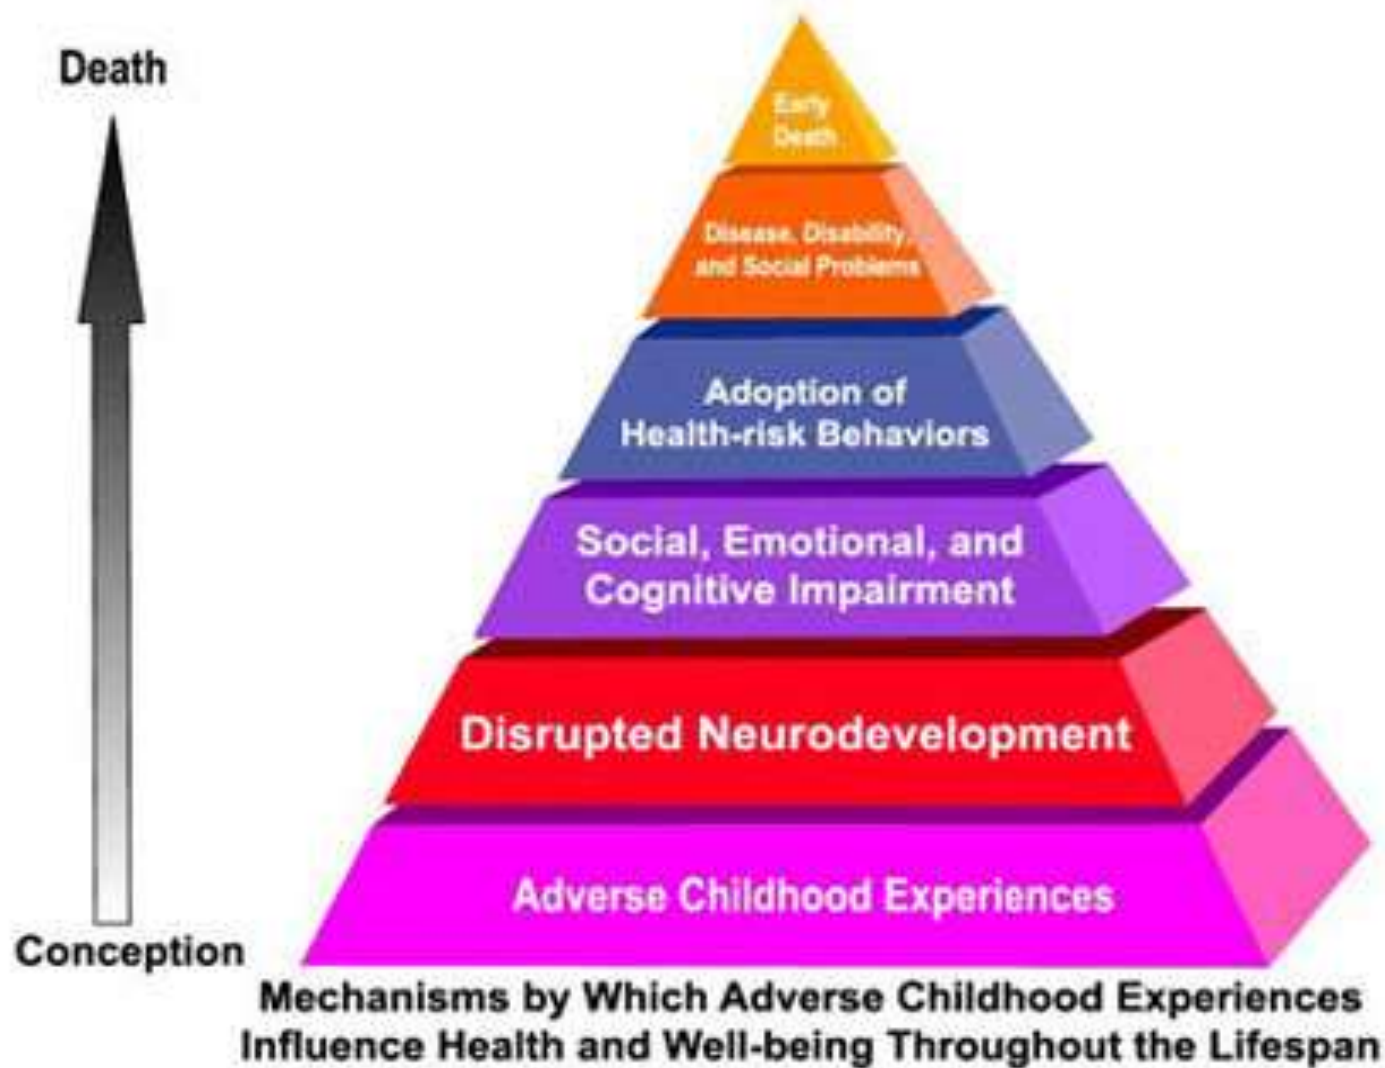 Death
Early
Death
Disease, Disability,
and Social Problems
Adoption of
Health-risk Behaviors
Social, Emotional, and
Cognitive Impairment
Disrupted Neurodevelopment
Adverse Childhood Experiences
Conception
Mechanisms by Which Adverse Childhood Experiences
Influence Health and Well-being Throughout the Lifespan